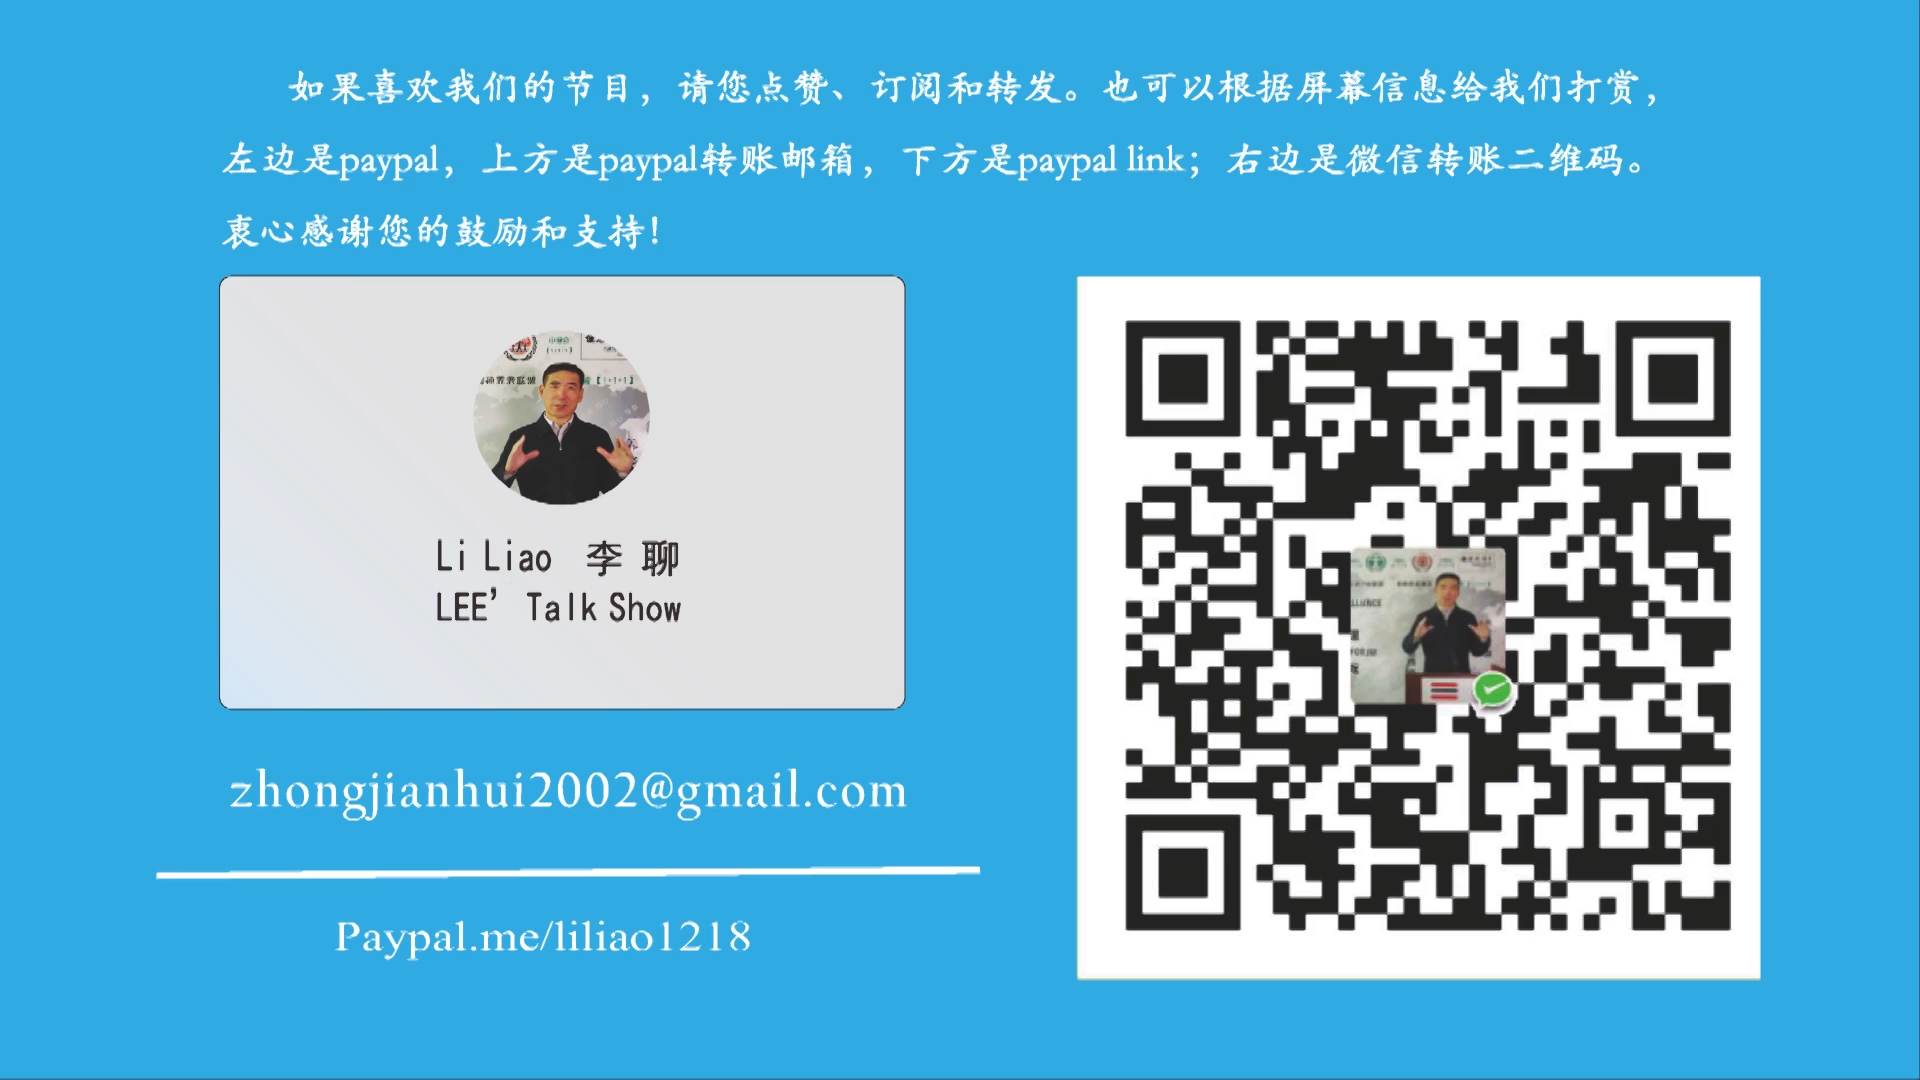 如果喜欢我们的节目，请您点赞、订阅和转发。也可以根据屏幕信息给我们打赏，
左边是paypal，上方是paypal转账邮箱，下方是paypal link；右边是微信转账二维码。
衷心感谢您的鼓励和支持！
Li Liao 李 聊
LEE’ Talk Show
zhongjianhui2002@gmail.com
Paypal.me/liliao1218